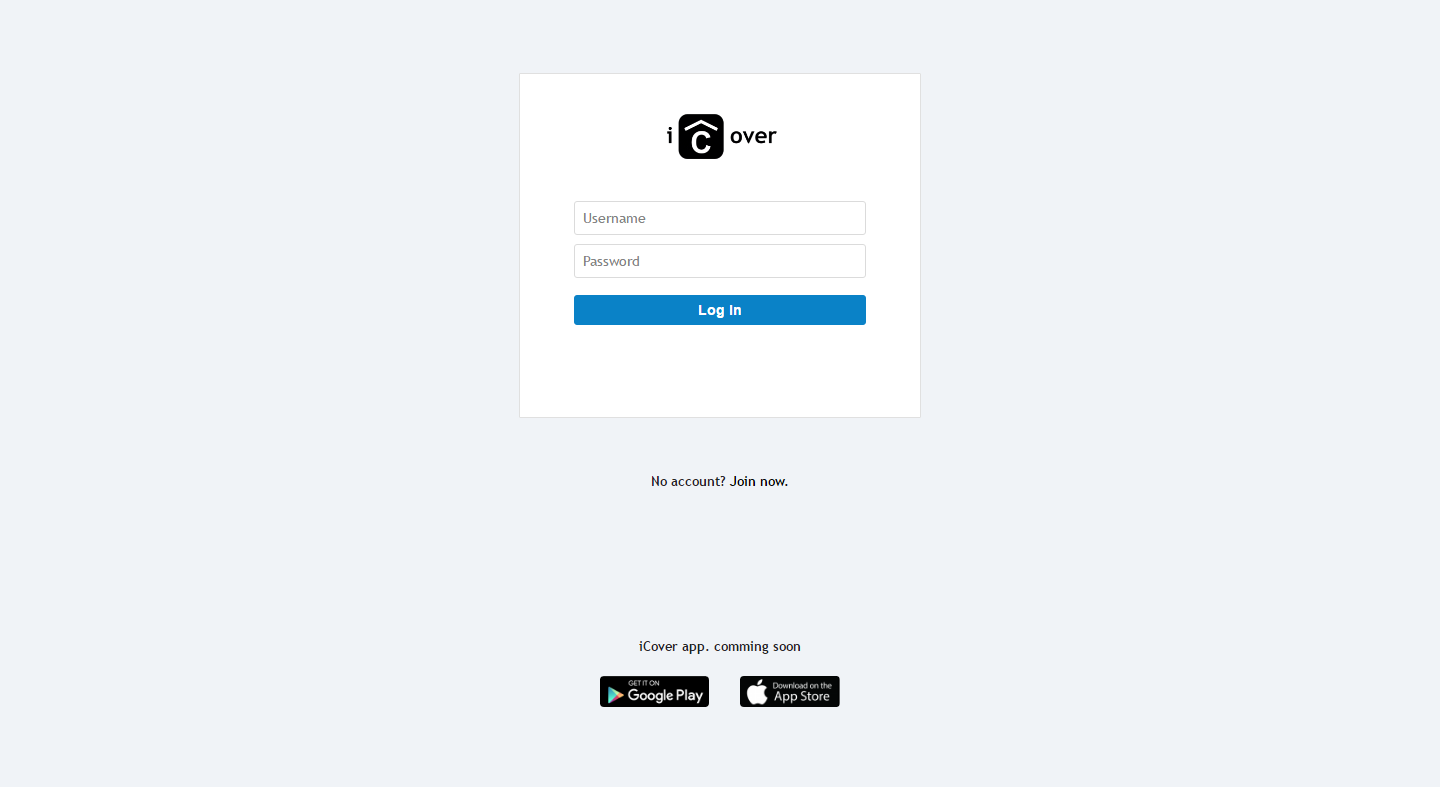 iCover
Username
Password
Log In
No account? Join now.
iCover app. comming soon
GET IT ON
Google Play
Download on the
App Store